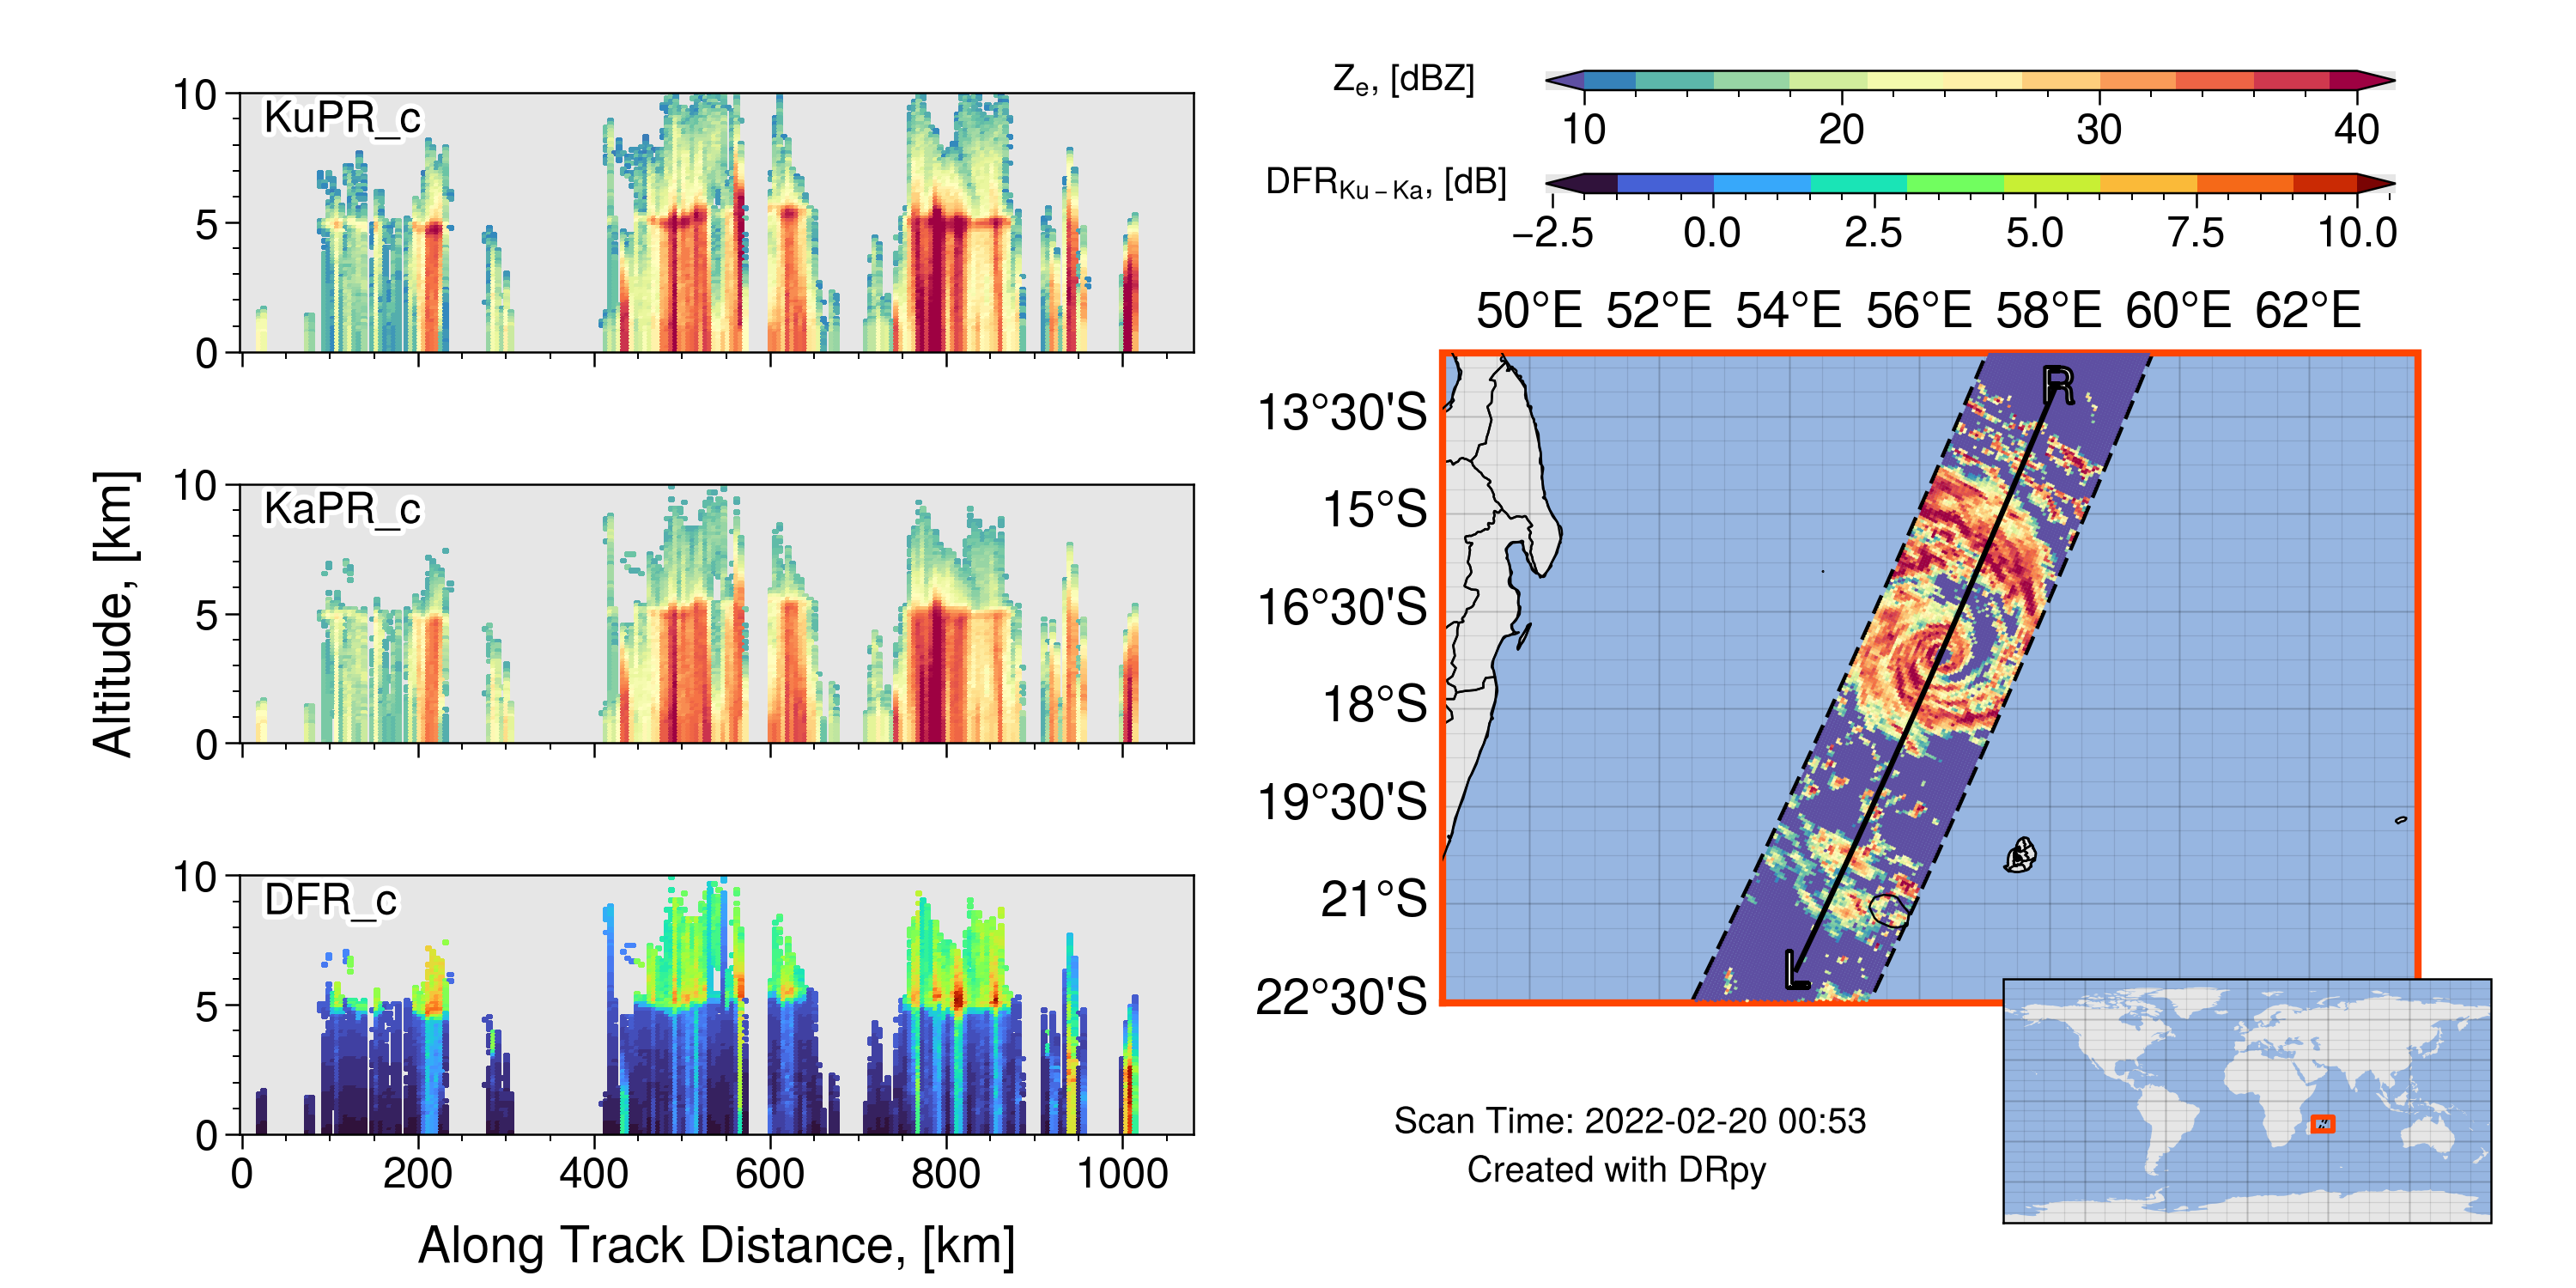 KuPR_c
10
5
0
KaPR_c
10
5
0
DFR_c
10
5
0
0 200 400 600 800 1000
Altitude, [km]
Along Track Distance, [km]
Ze, [dBZ]
10 20 30 40
DFRKu − Ka, [dB]
−2.5 0.0 2.5 5.0 7.5 10.0
50°E 52°E 54°E 56°E 58°E 60°E 62°E
13°30'S
15°S
16°30'S
18°S
19°30'S
21°S
22°30'S
R
L
Scan Time: 2022-02-20 00:53
Created with DRpy